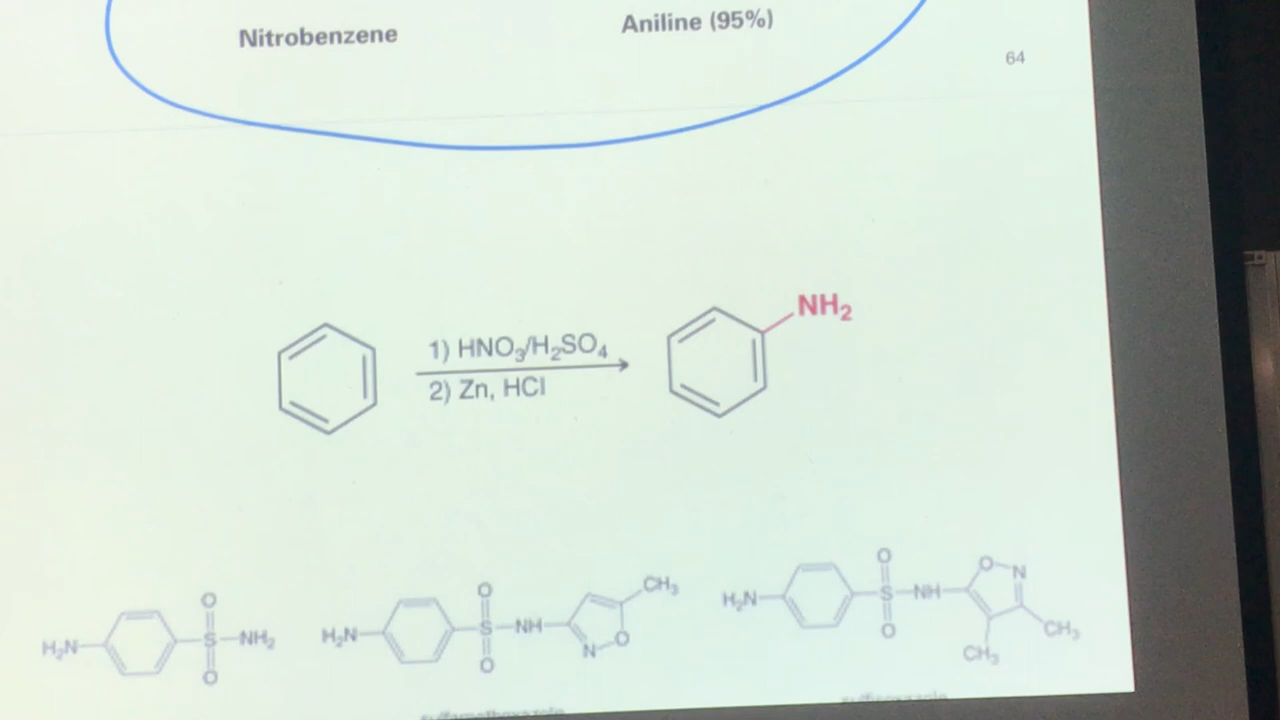 Nitrobenzene
Aniline (95%)
64
NH₂
1) HNO₃/H₂SO₄
2) Zn, HCl
H₂N
O
S
O
NH₂
H₂N
O
S
O
NH
N
O
CH₃
H₂N
O
S
O
NH
O
N
CH₃
CH₃